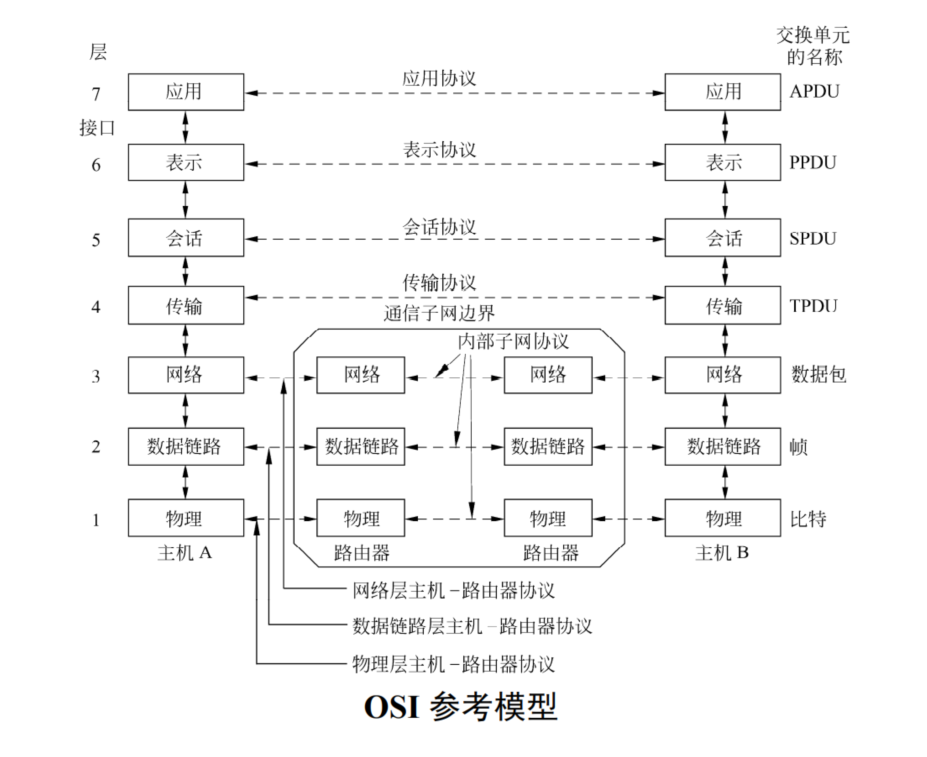 层
交换单元
的名称
7
应用
应用协议
应用
APDU
接口
6
表示
表示协议
表示
PPDU
5
会话
会话协议
会话
SPDU
4
传输
传输协议
传输
TPDU
通信子网边界
内部子网协议
3
网络
网络
网络
网络
数据包
2
数据链路
数据链路
数据链路
数据链路
帧
1
物理
物理
物理
物理
比特
主机 A
路由器
路由器
主机 B
网络层主机–路由器协议
数据链路层主机–路由器协议
物理层主机–路由器协议
OSI 参考模型